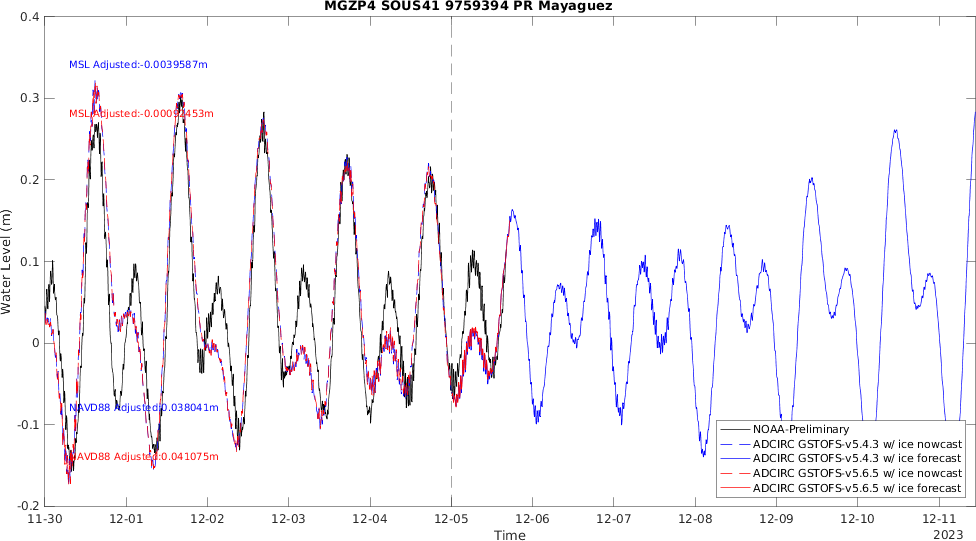 MGZP4 SOUS41 9759394 PR Mayaguez
0.4
0.3
0.2
0.1
0
-0.1
-0.2
Water Level (m)
MSL Adjusted:-0.0039587m
NAVD88 Adjusted:0.038041m
NAVD88 Adjusted:0.041075m
NOAA-Preliminary
ADCIRC GSTOFS-v5.4.3 w/ ice nowcast
ADCIRC GSTOFS-v5.4.3 w/ ice forecast
ADCIRC GSTOFS-v5.6.5 w/ ice nowcast
ADCIRC GSTOFS-v5.6.5 w/ ice forecast
11-30 12-01 12-02 12-03 12-04 12-05 12-06 12-07 12-08 12-09 12-10 12-11
Time
2023